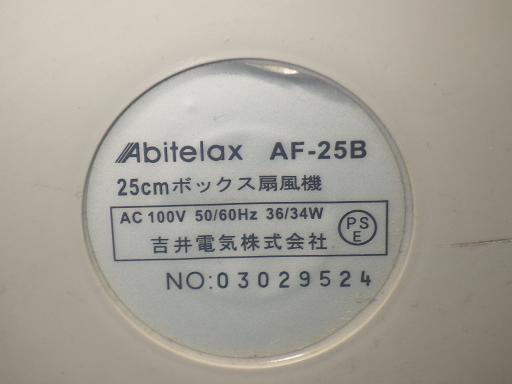 Abitelax AF-25B
25cmボックス扇風機
AC 100V 50/60Hz 36/34W
吉井電気株式会社
PSE
NO:03029524